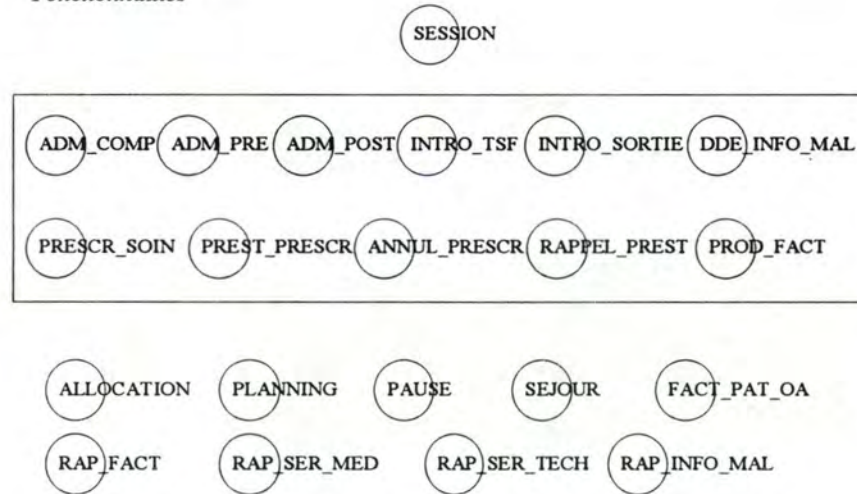 SESSION
ADM_COMP ADM_PRE ADM_POST INTRO_TSF INTRO_SORTIE DDE_INFO_MAL
PRESCR_SOIN PREST_PRESCR ANNUL_PRESCR RAPPEL_PREST PROD_FACT
ALLOCATION PLANNING PAUSE SEJOUR FACT_PAT_OA
RAP_FACT RAP_SER_MED RAP_SER_TECH RAP_INFO_MAL